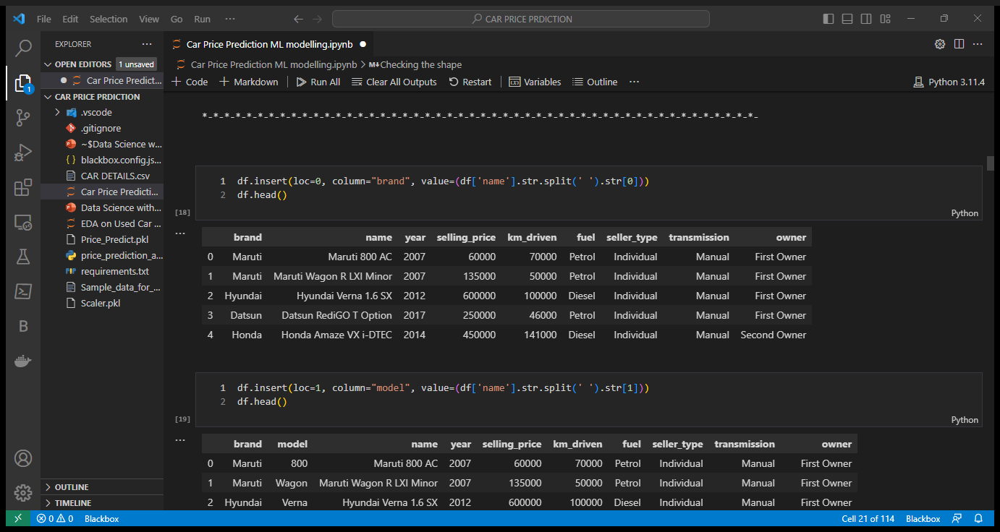 File Edit Selection View Go Run ··· CAR PRICE PRDICTION
EXPLORER ···
OPEN EDITORS 1 unsaved
Car Price Predict...
CAR PRICE PRDICTION
.vscode
.gitignore
~$Data Science w...
blackbox.config.js...
CAR DETAILS.csv
Car Price Predicti...
Data Science with...
EDA on Used Car ...
Price_Predict.pkl
price_prediction_a...
requirements.txt
Sample_data_for_...
Scaler.pkl
OUTLINE
TIMELINE
1
B
Car Price Prediction ML modelling.ipynb
Car Price Prediction ML modelling.ipynb > M↓Checking the shape
+ Code + Markdown Run All Clear All Outputs Restart Variables Outline ··· Python 3.11.4
*-*-*-*-*-*-*-*-*-*-*-*-*-*-*-*-*-*-*-*-*-*-*-*-*-*-*-*-*-*-*-*-*-*-*-*-*-*-*-*-*-*-*-*-*-*-*-*-*-*-
1 df.insert(loc=0, column="brand", value=(df['name'].str.split(' ').str[0]))
2 df.head()
[18] Python
···
brand name year selling_price km_driven fuel seller_type transmission owner
0 Maruti Maruti 800 AC 2007 60000 70000 Petrol Individual Manual First Owner
1 Maruti Maruti Wagon R LXI Minor 2007 135000 50000 Petrol Individual Manual First Owner
2 Hyundai Hyundai Verna 1.6 SX 2012 600000 100000 Diesel Individual Manual First Owner
3 Datsun Datsun RediGO T Option 2017 250000 46000 Petrol Individual Manual First Owner
4 Honda Honda Amaze VX i-DTEC 2014 450000 141000 Diesel Individual Manual Second Owner
1 df.insert(loc=1, column="model", value=(df['name'].str.split(' ').str[1]))
2 df.head()
[19] Python
···
brand model name year selling_price km_driven fuel seller_type transmission owner
0 Maruti 800 Maruti 800 AC 2007 60000 70000 Petrol Individual Manual First Owner
1 Maruti Wagon Maruti Wagon R LXI Minor 2007 135000 50000 Petrol Individual Manual First Owner
2 Hyundai Verna Hyundai Verna 1.6 SX 2012 600000 100000 Diesel Individual Manual First Owner
0 0 Blackbox Cell 21 of 114 Blackbox